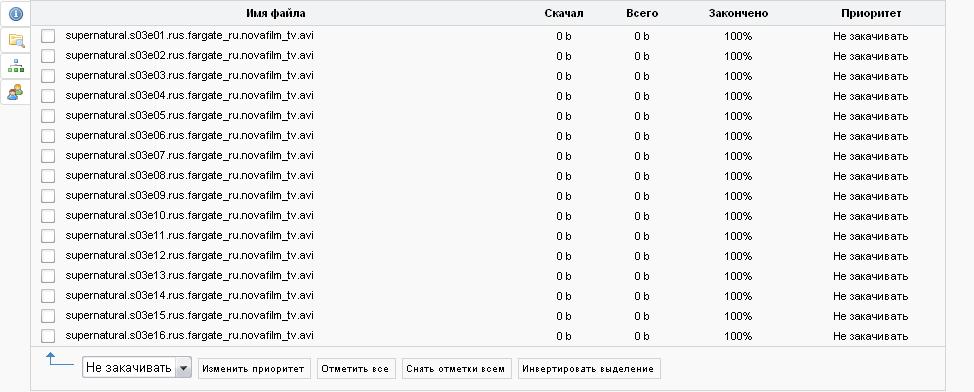 Имя файла Скачал Всего Закончено Приоритет
supernatural.s03e01.rus.fargate_ru.novafilm_tv.avi 0 b 0 b 100% Не закачивать
supernatural.s03e02.rus.fargate_ru.novafilm_tv.avi 0 b 0 b 100% Не закачивать
supernatural.s03e03.rus.fargate_ru.novafilm_tv.avi 0 b 0 b 100% Не закачивать
supernatural.s03e04.rus.fargate_ru.novafilm_tv.avi 0 b 0 b 100% Не закачивать
supernatural.s03e05.rus.fargate_ru.novafilm_tv.avi 0 b 0 b 100% Не закачивать
supernatural.s03e06.rus.fargate_ru.novafilm_tv.avi 0 b 0 b 100% Не закачивать
supernatural.s03e07.rus.fargate_ru.novafilm_tv.avi 0 b 0 b 100% Не закачивать
supernatural.s03e08.rus.fargate_ru.novafilm_tv.avi 0 b 0 b 100% Не закачивать
supernatural.s03e09.rus.fargate_ru.novafilm_tv.avi 0 b 0 b 100% Не закачивать
supernatural.s03e10.rus.fargate_ru.novafilm_tv.avi 0 b 0 b 100% Не закачивать
supernatural.s03e11.rus.fargate_ru.novafilm_tv.avi 0 b 0 b 100% Не закачивать
supernatural.s03e12.rus.fargate_ru.novafilm_tv.avi 0 b 0 b 100% Не закачивать
supernatural.s03e13.rus.fargate_ru.novafilm_tv.avi 0 b 0 b 100% Не закачивать
supernatural.s03e14.rus.fargate_ru.novafilm_tv.avi 0 b 0 b 100% Не закачивать
supernatural.s03e15.rus.fargate_ru.novafilm_tv.avi 0 b 0 b 100% Не закачивать
supernatural.s03e16.rus.fargate_ru.novafilm_tv.avi 0 b 0 b 100% Не закачивать
Не закачивать Изменить приоритет Отметить все Снять отметки всем Инвертировать выделение